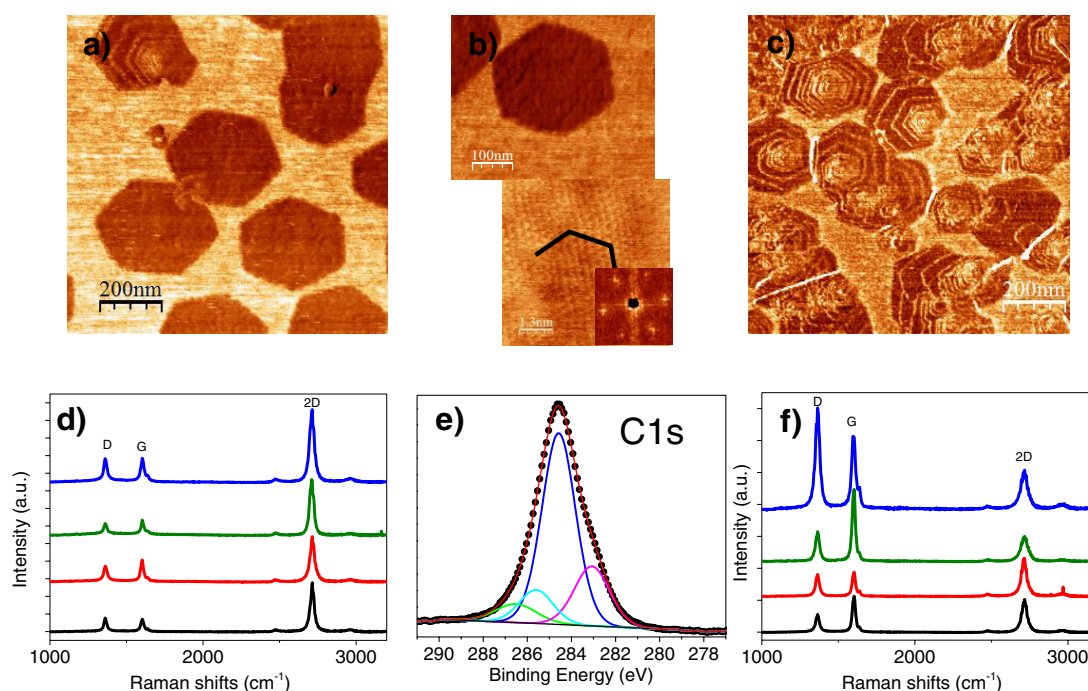 a)
200nm
b)
100nm
1.3nm
c)
200nm
d)
D
G
2D
Intensity (a.u.)
1000 2000 3000
Raman shifts (cm⁻¹)
e)
C1s
290 288 286 284 282 280 278
Binding Energy (eV)
f)
D
G
2D
Intensity (a.u.)
1000 2000 3000
Raman shifts (cm⁻¹)